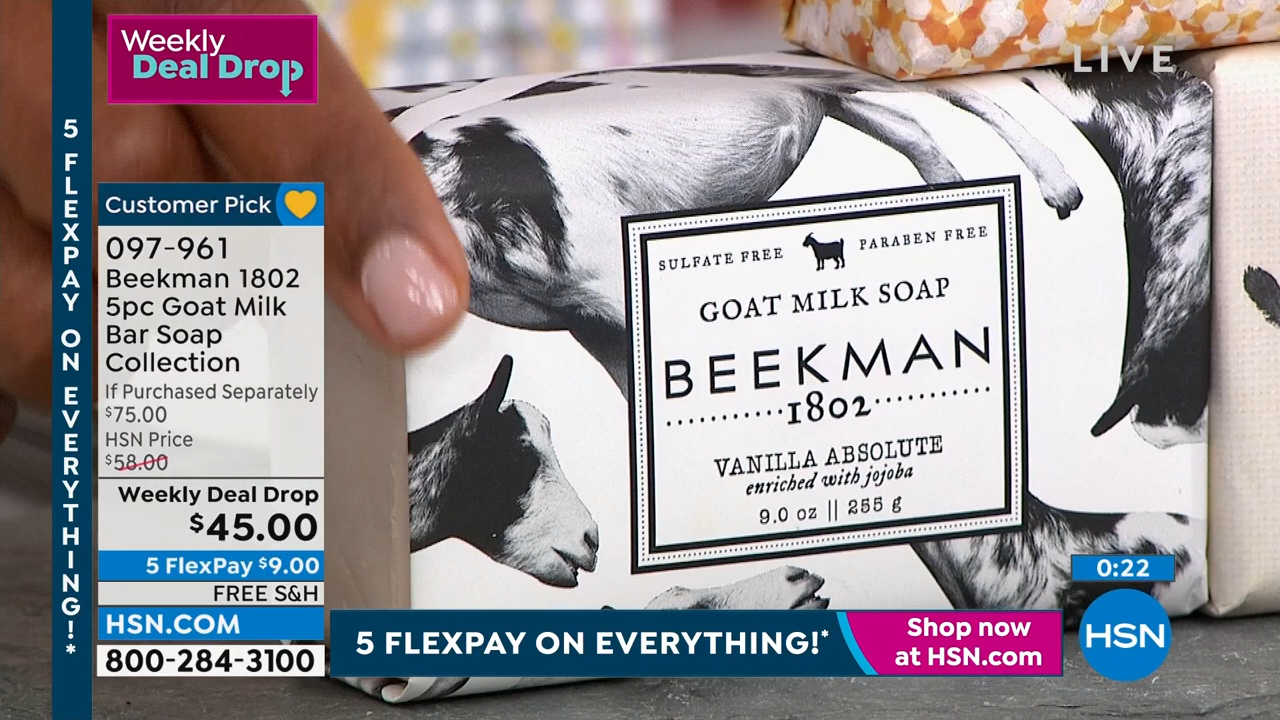 Weekly
Deal Drop
LIVE
5 FLEXPAY ON EVERYTHING!*
Customer Pick
097-961
Beekman 1802
5pc Goat Milk
Bar Soap
Collection
If Purchased Separately
$75.00
HSN Price
$58.00
Weekly Deal Drop
$45.00
5 FlexPay $9.00
FREE S&H
HSN.COM
800-284-3100
SULFATE FREE PARABEN FREE
GOAT MILK SOAP
BEEKMAN
1802
VANILLA ABSOLUTE
enriched with jojoba
9.0 oz || 255 g
0:22
HSN
5 FLEXPAY ON EVERYTHING!*
Shop now
at HSN.com